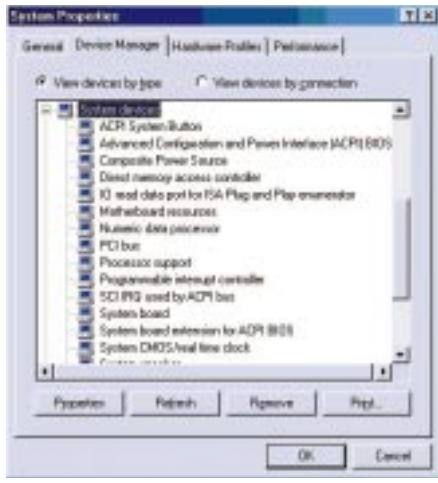 System Properties
General Device Manager Hardware Profiles Performance
View devices by type View devices by connection
System devices
ACPI System Button
Advanced Configuration and Power Interface (ACPI) BIOS
Composite Power Source
Direct memory access controller
IO read data port for ISA Plug and Play enumerator
Motherboard resources
Numeric data processor
PCI bus
Processor support
Programmable interrupt controller
SCI IRQ used by ACPI bus
System board
System board extension for ACPI BIOS
System CMOS/real time clock
System speaker
Properties Refresh Remove Print...
OK Cancel